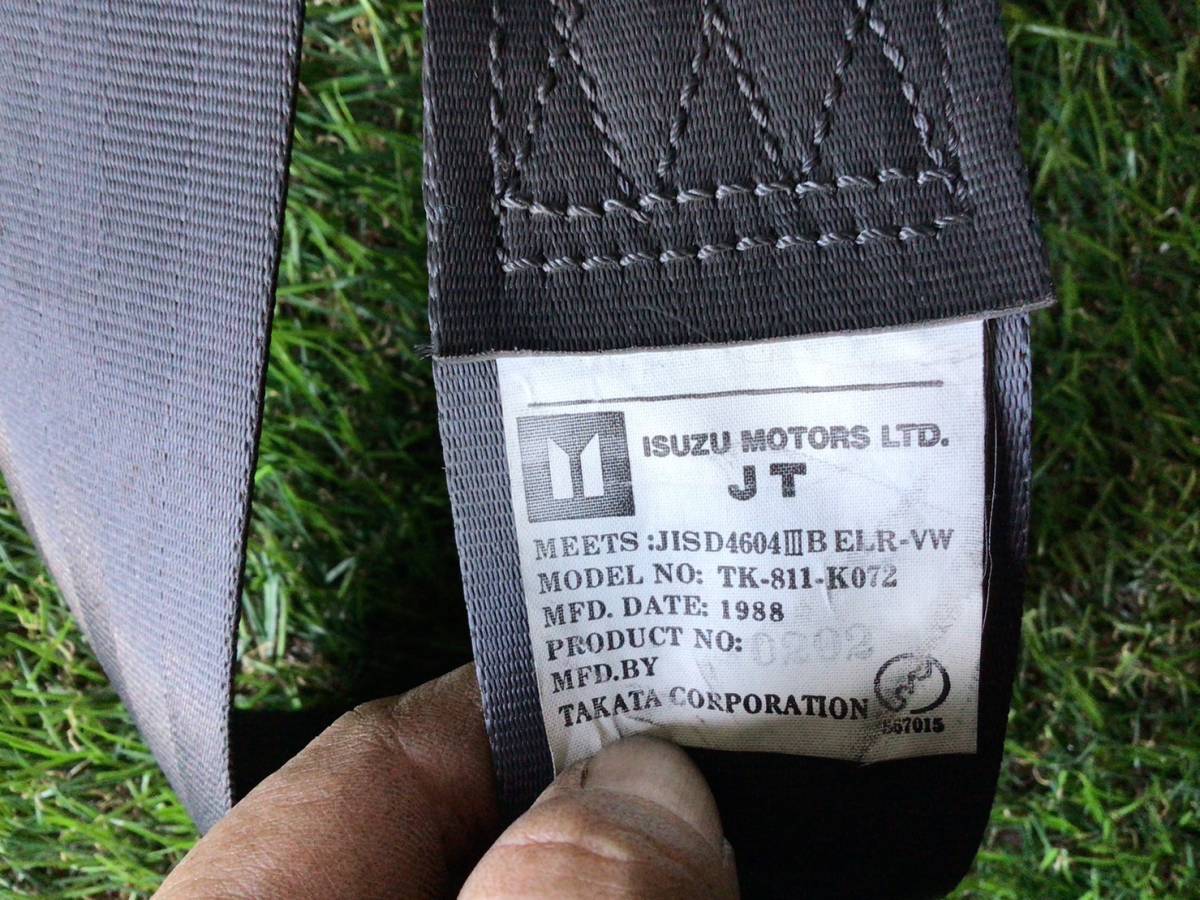 ISUZU MOTORS LTD.
JT
MEETS :JISD4604ⅢB ELR-VW
MODEL NO: TK-811-K072
MFD. DATE: 1988
PRODUCT NO: 0202
MFD.BY
TAKATA CORPORATION
567015